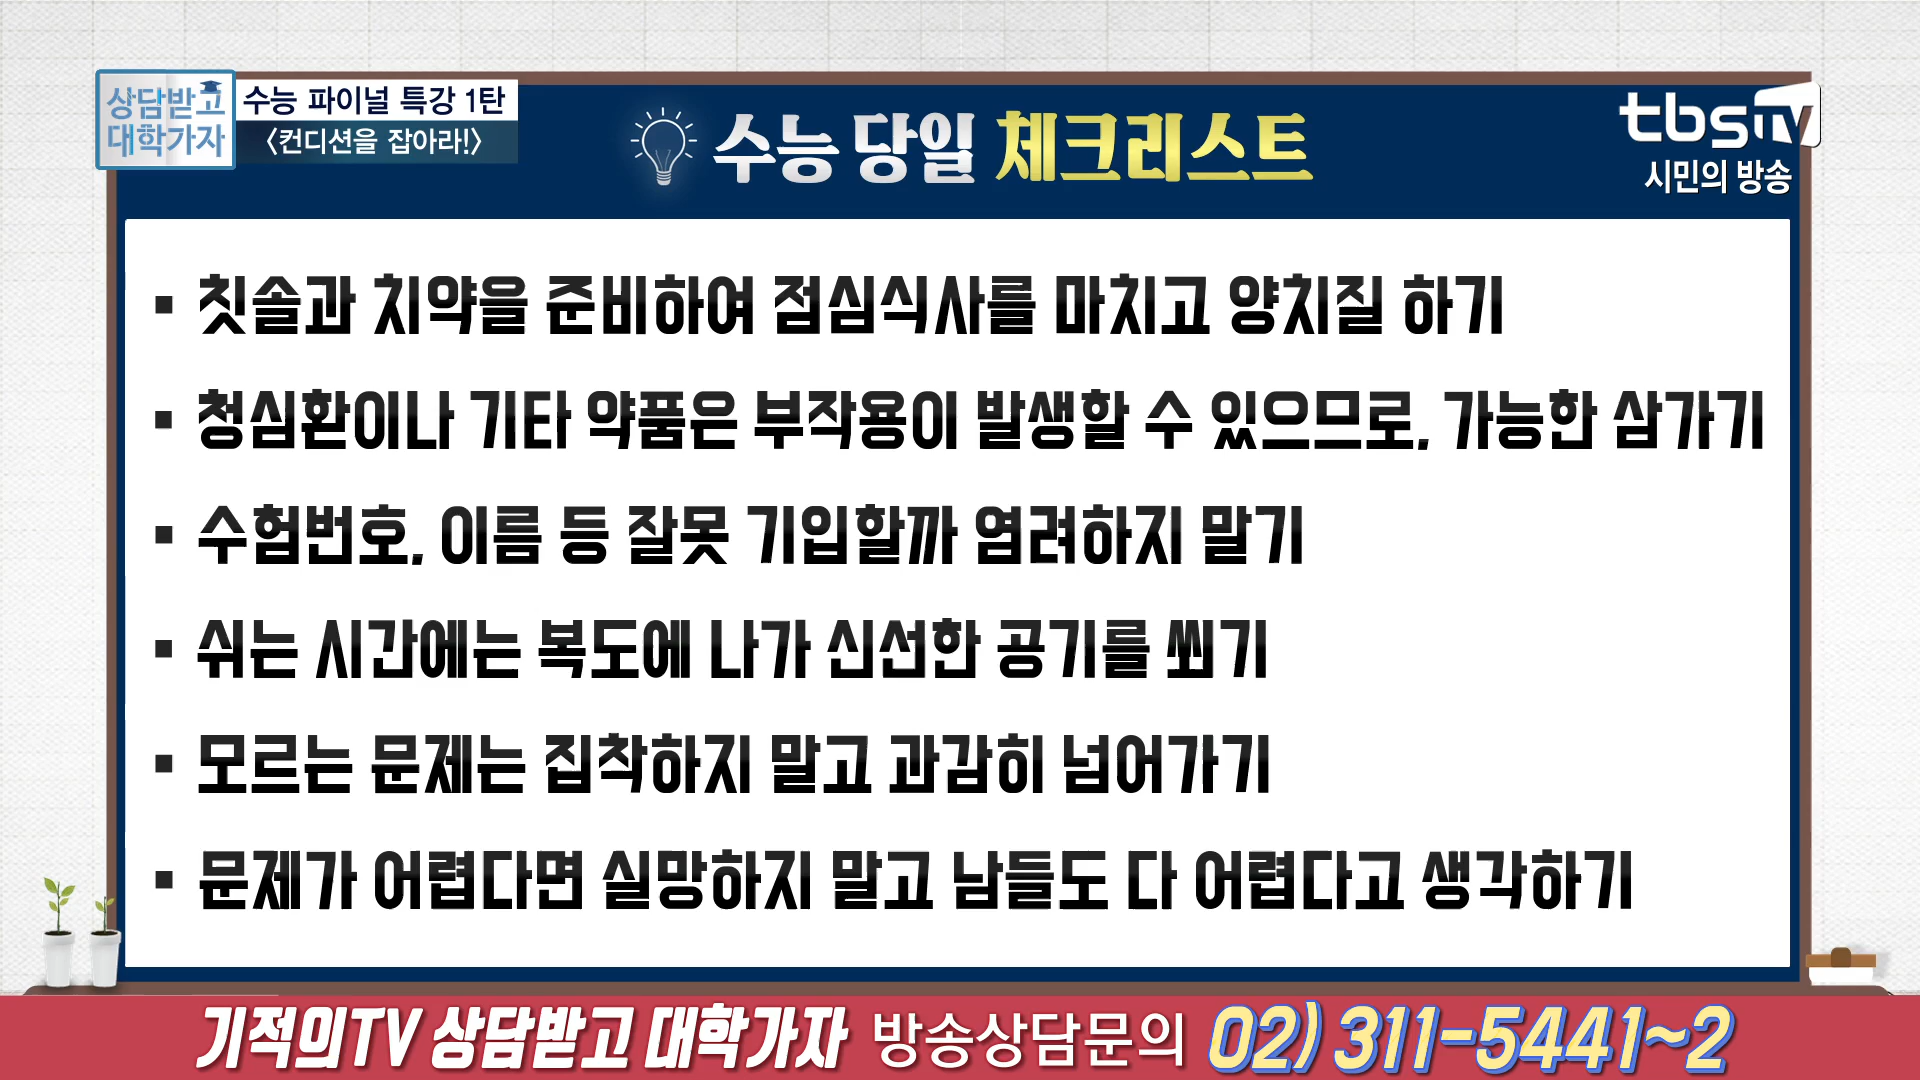 상담받고
대학가자
수능 파이널 특강 1탄
<컨디션을 잡아라!>
수능 당일 체크리스트
tbs TV
시민의 방송
▪ 칫솔과 치약을 준비하여 점심식사를 마치고 양치질 하기
▪ 청심환이나 기타 약품은 부작용이 발생할 수 있으므로, 가능한 삼가기
▪ 수험번호, 이름 등 잘못 기입할까 염려하지 말기
▪ 쉬는 시간에는 복도에 나가 신선한 공기를 쐬기
▪ 모르는 문제는 집착하지 말고 과감히 넘어가기
▪ 문제가 어렵다면 실망하지 말고 남들도 다 어렵다고 생각하기
기적의TV 상담받고 대학가자 방송상담문의 02) 311-5441~2